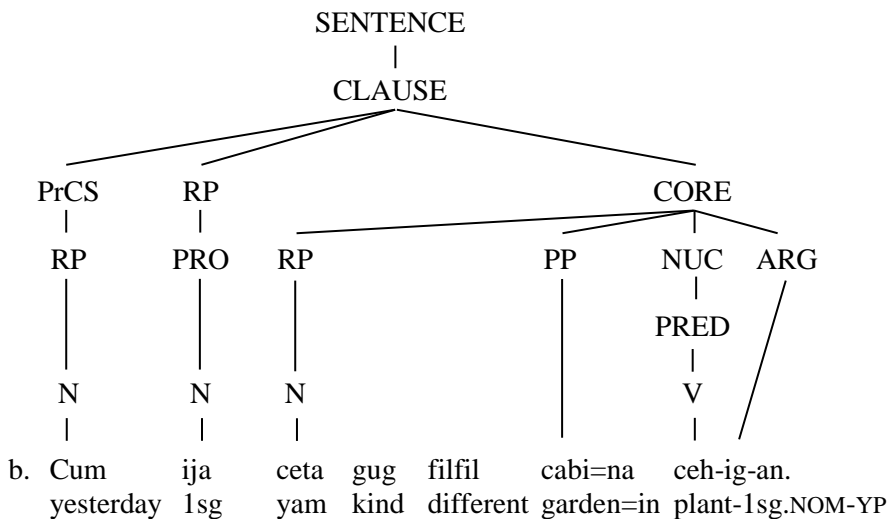 SENTENCE
CLAUSE
PrCS RP CORE
RP PRO RP PP NUC ARG
PRED
N N N V
b. Cum ija ceta gug filfil cabi=na ceh-ig-an.
yesterday 1sg yam kind different garden=in plant-1sg.NOM-YP